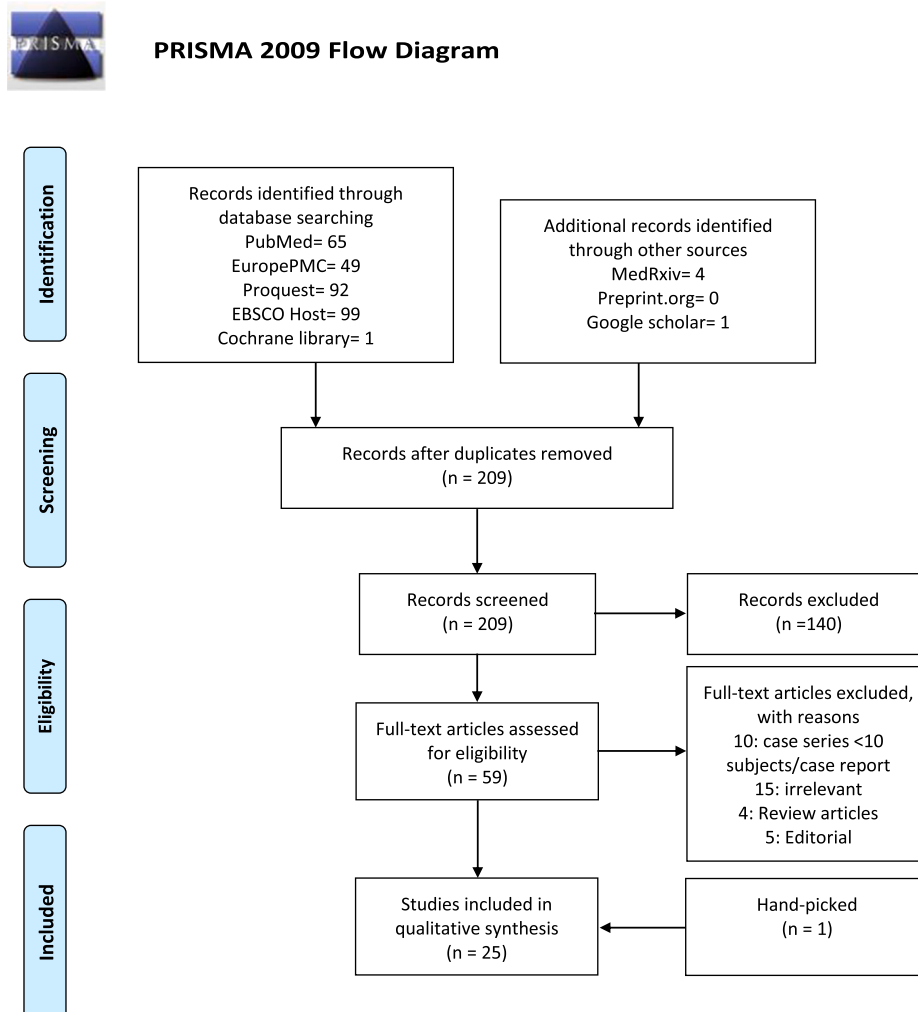 PRISMA
PRISMA 2009 Flow Diagram
Identification
Records identified through
database searching
PubMed= 65
EuropePMC= 49
Proquest= 92
EBSCO Host= 99
Cochrane library= 1
Additional records identified
through other sources
MedRxiv= 4
Preprint.org= 0
Google scholar= 1
Screening
Records after duplicates removed
(n = 209)
Records screened
(n = 209)
Records excluded
(n =140)
Eligibility
Full-text articles assessed
for eligibility
(n = 59)
Full-text articles excluded,
with reasons
10: case series <10
subjects/case report
15: irrelevant
4: Review articles
5: Editorial
Included
Studies included in
qualitative synthesis
(n = 25)
Hand-picked
(n = 1)